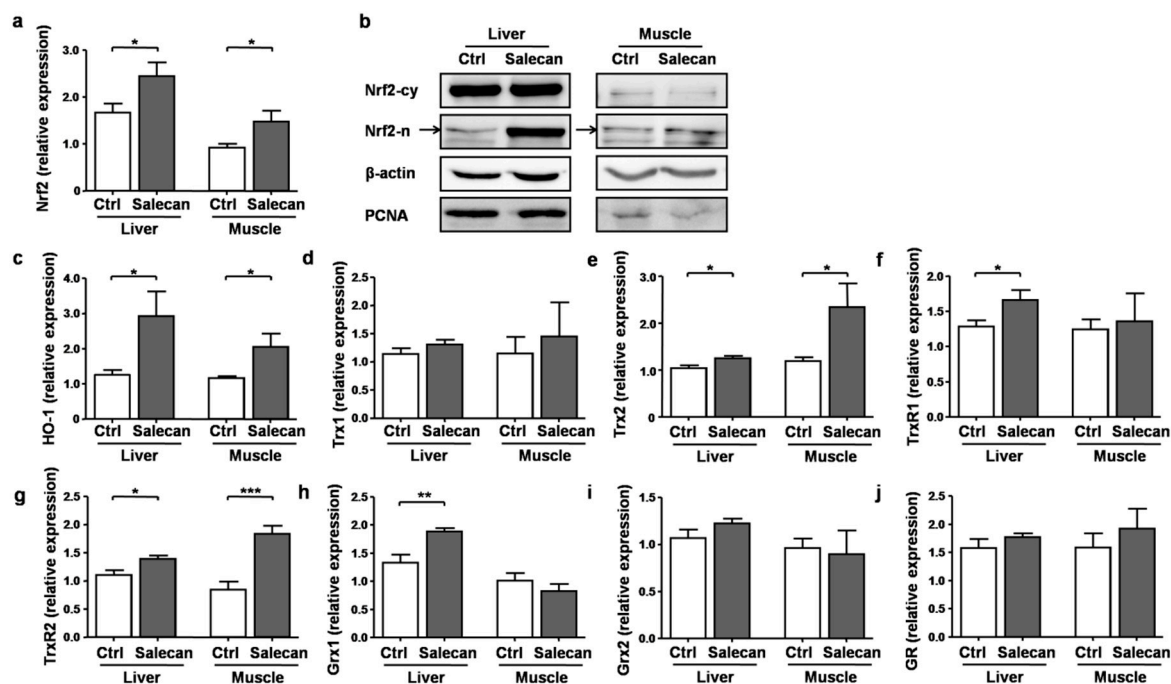 a
Nrf2 (relative expression)
3.0
2.0
1.0
0
*
*
Ctrl Salecan Ctrl Salecan
Liver Muscle
b
Liver Muscle
Ctrl Salecan Ctrl Salecan
Nrf2-cy
Nrf2-n
β-actin
PCNA
c
HO-1 (relative expression)
4.0
3.0
2.0
1.0
0
*
*
Ctrl Salecan Ctrl Salecan
Liver Muscle
d
Trx1 (relative expression)
2.5
2.0
1.5
1.0
0.5
0.0
Ctrl Salecan Ctrl Salecan
Liver Muscle
e
Trx2 (relative expression)
3.0
2.0
1.0
0
*
*
Ctrl Salecan Ctrl Salecan
Liver Muscle
f
TrxR1 (relative expression)
2.0
1.5
1.0
0.5
0.0
*
Ctrl Salecan Ctrl Salecan
Liver Muscle
g
TrxR2 (relative expression)
2.5
2.0
1.5
1.0
0.5
0.0
*
***
Ctrl Salecan Ctrl Salecan
Liver Muscle
h
Grx1 (relative expression)
2.5
2.0
1.5
1.0
0.5
0.0
**
Ctrl Salecan Ctrl Salecan
Liver Muscle
i
Grx2 (relative expression)
1.5
1.0
0.5
0.0
Ctrl Salecan Ctrl Salecan
Liver Muscle
j
GR (relative expression)
2.5
2.0
1.5
1.0
0.5
0.0
Ctrl Salecan Ctrl Salecan
Liver Muscle